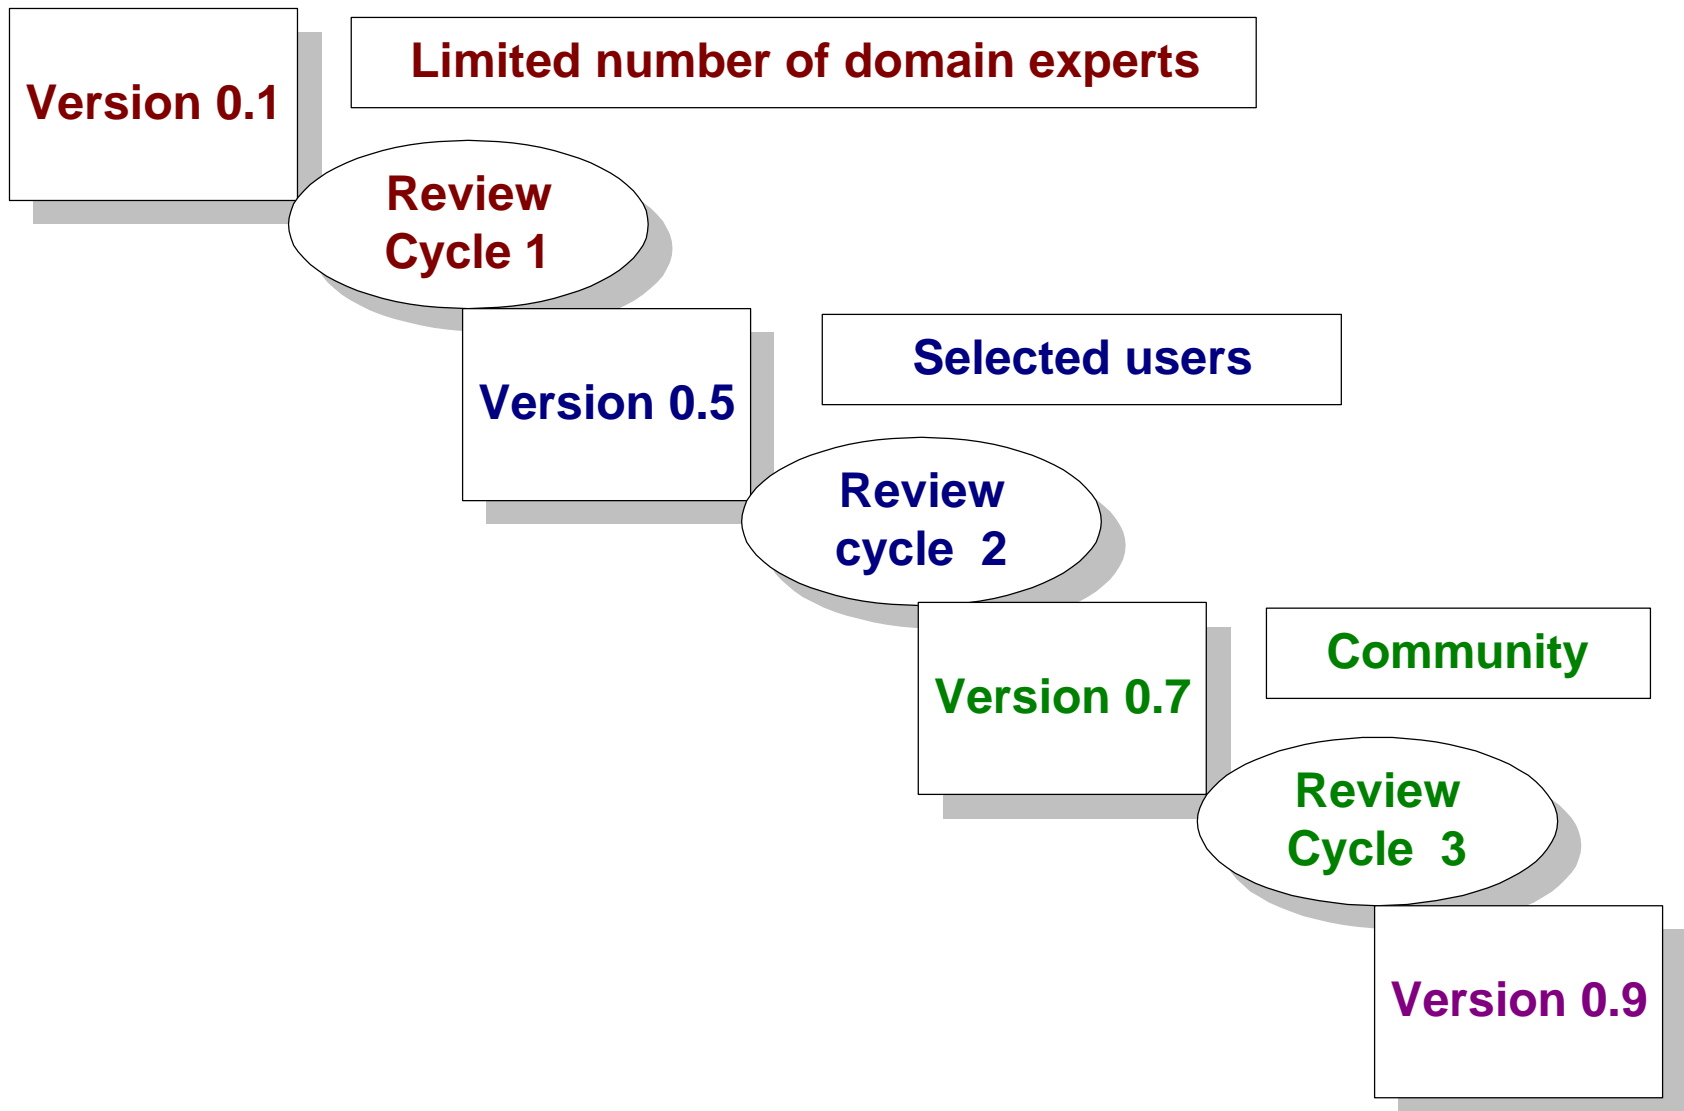 Version 0.1
Limited number of domain experts
Review
Cycle 1
Version 0.5
Selected users
Review
cycle  2
Version 0.7
Community
Review
Cycle  3
Version 0.9